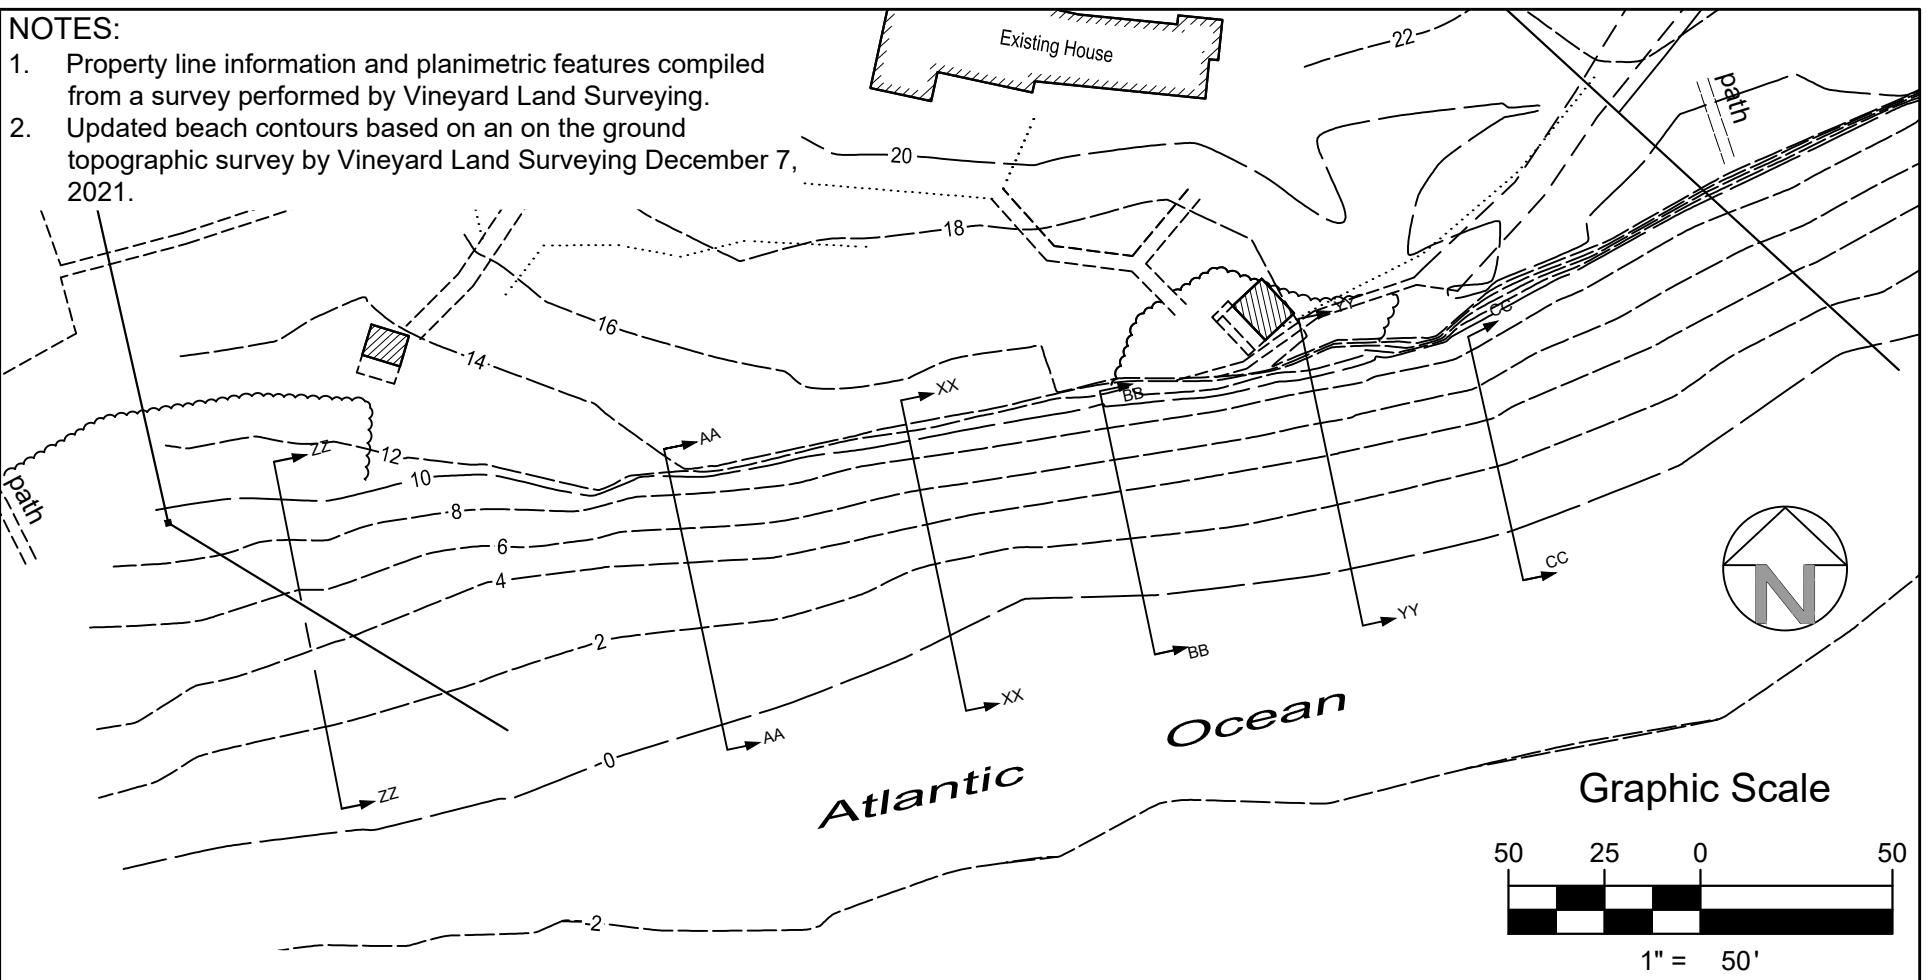 NOTES:
1. Property line information and planimetric features compiled
from a survey performed by Vineyard Land Surveying.
2. Updated beach contours based on an on the ground
topographic survey by Vineyard Land Surveying December 7,
2021.
Existing House
22
path
20
18
16
14
12
10
8
6
4
2
0
-2
path
ZZ
AA
XX
BB
YY
CC
CC
YY
BB
XX
AA
ZZ
Atlantic Ocean
N
Graphic Scale
50 25 0 50
1" = 50'